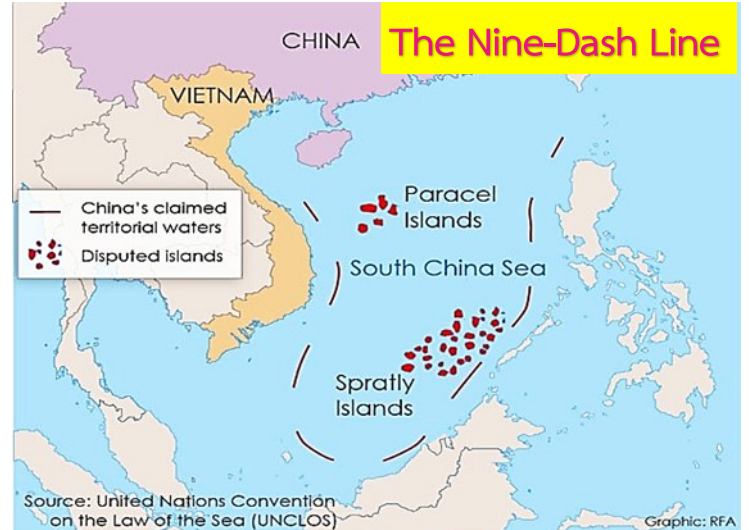 The Nine-Dash Line
CHINA
VIETNAM
China's claimed
territorial waters
Disputed islands
Paracel
Islands
South China Sea
Spratly
Islands
Source: United Nations Convention
on the Law of the Sea (UNCLOS)
Graphic: RFA